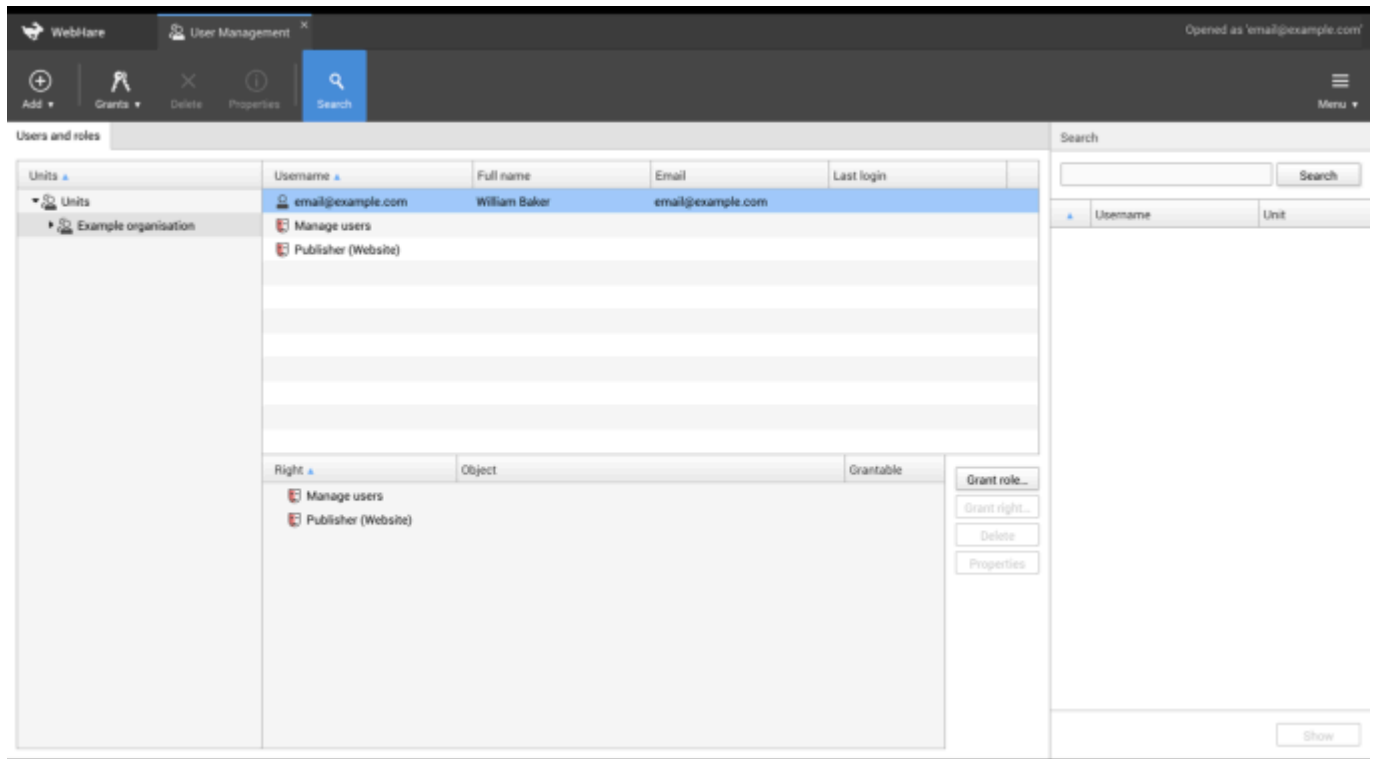 WebHare
User Management
Opened as 'email@example.com'
Add
Grants
Delete
Properties
Search
Menu
Users and roles
Search
Units
Username
Full name
Email
Last login
Search
Units
email@example.com
William Baker
email@example.com
Username
Unit
Example organisation
Manage users
Publisher (Website)
Right
Object
Grantable
Grant role...
Manage users
Grant right...
Publisher (Website)
Delete
Properties
Show